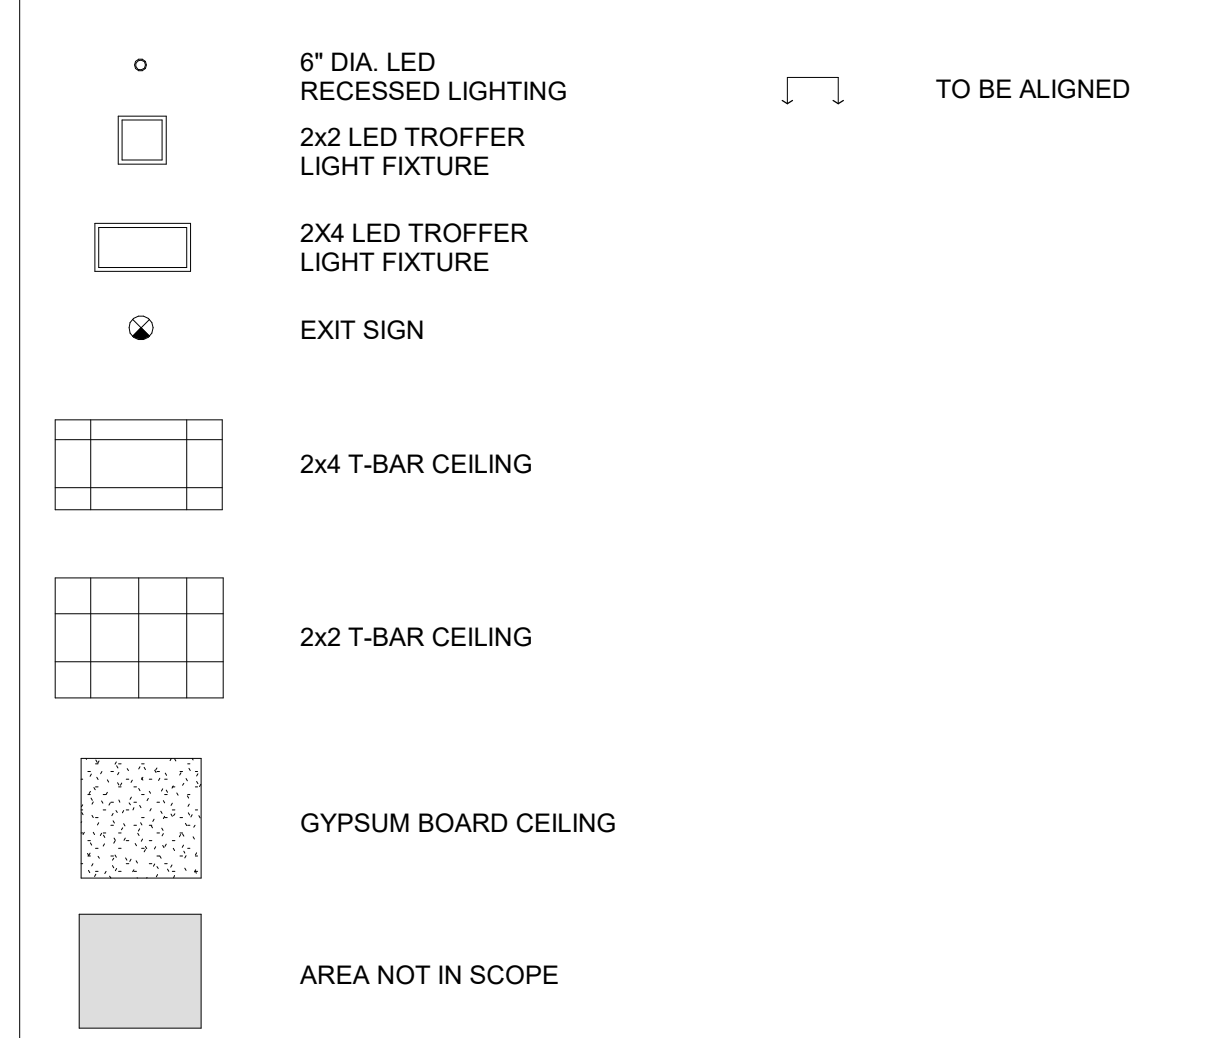 6" DIA. LED
RECESSED LIGHTING
2x2 LED TROFFER
LIGHT FIXTURE
2X4 LED TROFFER
LIGHT FIXTURE
EXIT SIGN
2x4 T-BAR CEILING
2x2 T-BAR CEILING
GYPSUM BOARD CEILING
AREA NOT IN SCOPE
TO BE ALIGNED